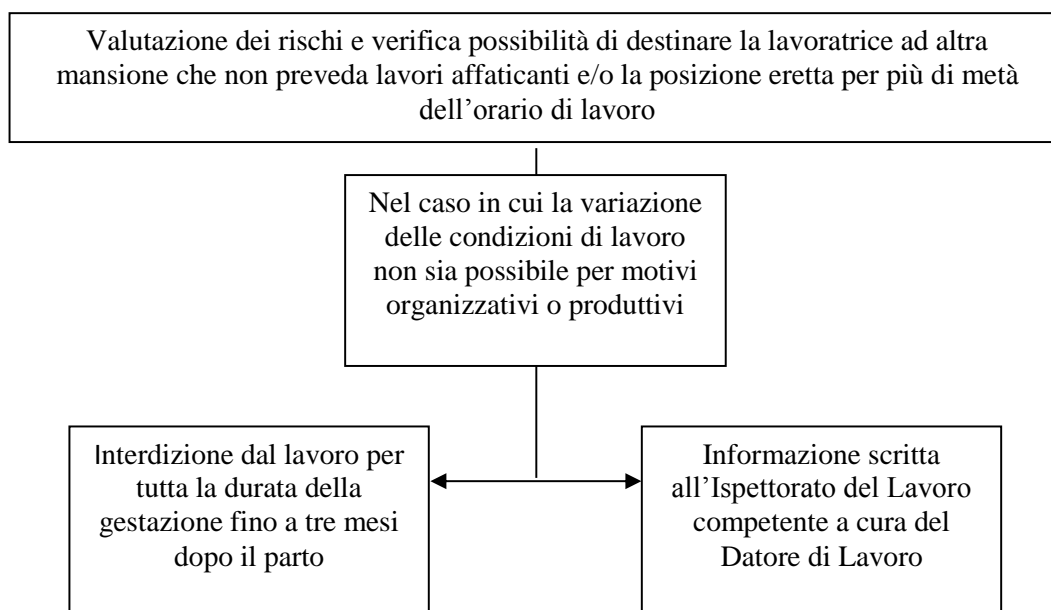 Valutazione dei rischi e verifica possibilità di destinare la lavoratrice ad altra
mansione che non preveda lavori affaticanti e/o la posizione eretta per più di metà
dell'orario di lavoro
Nel caso in cui la variazione
delle condizioni di lavoro
non sia possibile per motivi
organizzativi o produttivi
Interdizione dal lavoro per
tutta la durata della
gestazione fino a tre mesi
dopo il parto
Informazione scritta
all'Ispettorato del Lavoro
competente a cura del
Datore di Lavoro